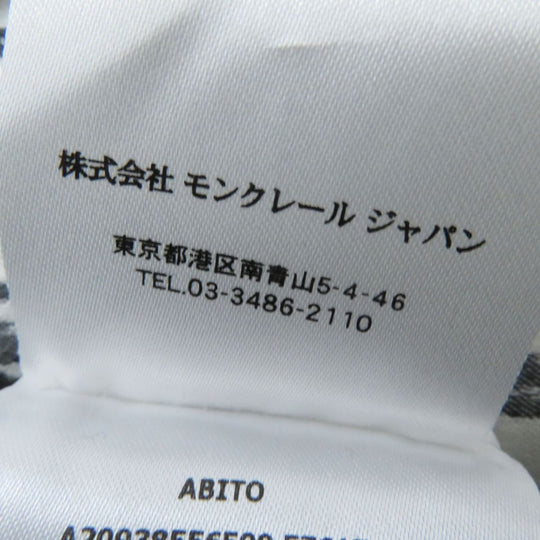 株式会社 モンクレール ジャパン
東京都港区南青山5-4-46
TEL.03-3486-2110
ABITO